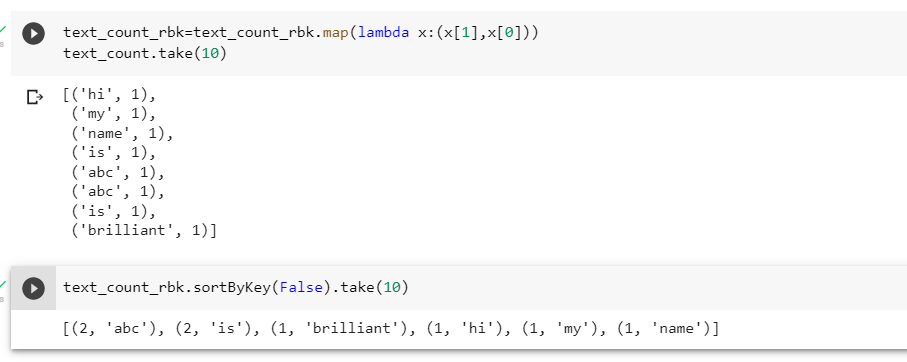 text_count_rbk=text_count_rbk.map(lambda x:(x[1],x[0]))
text_count.take(10)
[('hi', 1),
('my', 1),
('name', 1),
('is', 1),
('abc', 1),
('abc', 1),
('is', 1),
('brilliant', 1)]
text_count_rbk.sortByKey(False).take(10)
[(2, 'abc'), (2, 'is'), (1, 'brilliant'), (1, 'hi'), (1, 'my'), (1, 'name')]